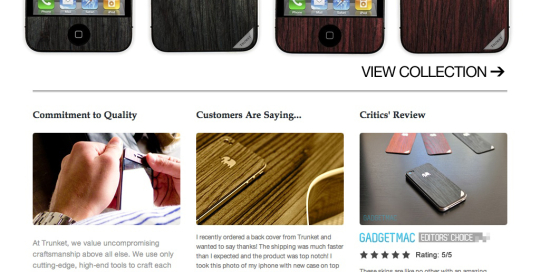 VIEW COLLECTION →
Commitment to Quality
Customers Are Saying...
Critics' Review
GADGETMAC
GADGETMAC EDITORS CHOICE
Rating: 5/5
At Trunket, we value uncompromising
craftsmanship above all else. We use only
cutting-edge, high-end tools to craft each
I recently ordered a back cover from Trunket and
wanted to say thanks! The shipping was much faster
than I expected and the product was top notch! I
took this photo of my iphone with new case on top
These skins are like no other with an amazing